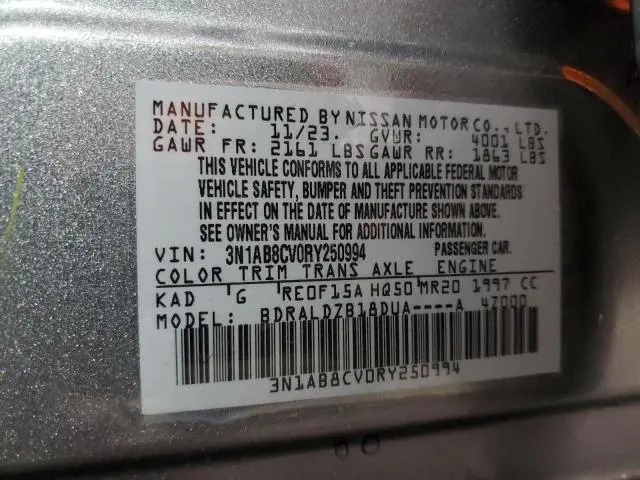 MANUFACTURED BY NISSAN MOTOR CO., LTD.
DATE: 11/23. GVWR: 4001 LBS
GAWR FR: 2161 LBS GAWR RR: 1863 LBS
THIS VEHICLE CONFORMS TO ALL APPLICABLE FEDERAL MOTOR
VEHICLE SAFETY, BUMPER AND THEFT PREVENTION STANDARDS
IN EFFECT ON THE DATE OF MANUFACTURE SHOWN ABOVE.
SEE OWNER'S MANUAL FOR ADDITIONAL INFORMATION.
VIN: 3N1AB8CV0RY250994 PASSENGER CAR.
COLOR TRIM TRANS AXLE ENGINE
KAD G RE0F15A HQ50 MR20 1997 CC
MODEL: BDRALDZB18DUA----A 47000
3N1AB8CV0RY250994